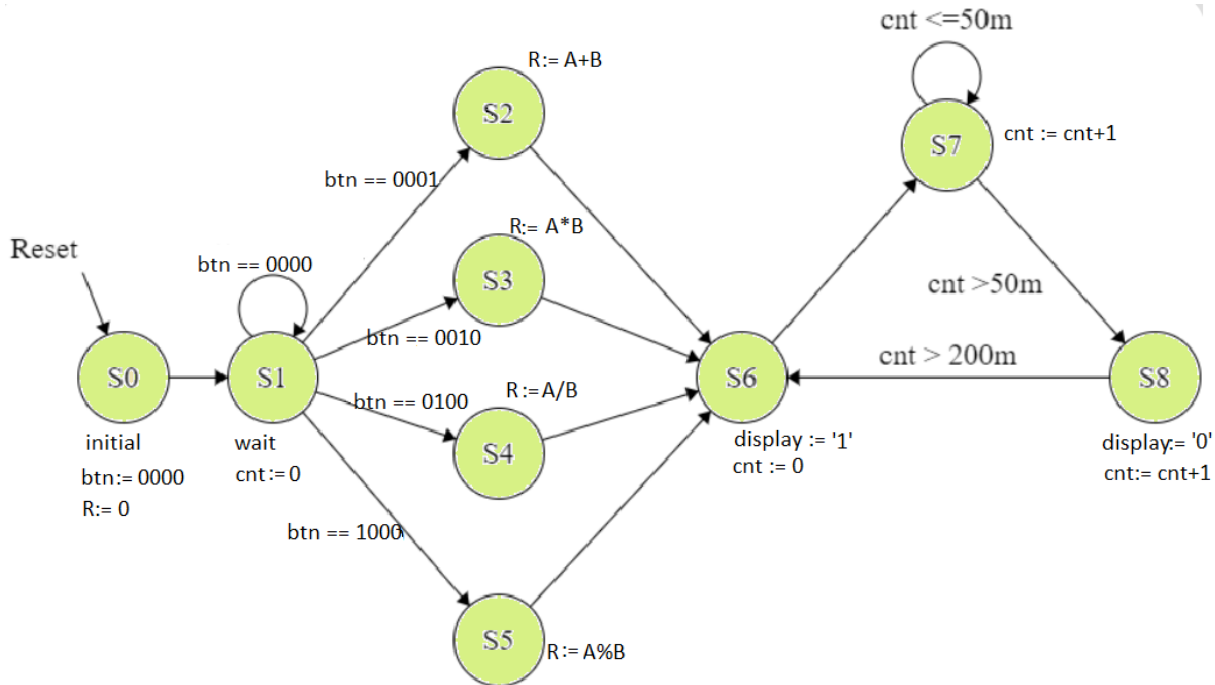 cnt <=50m
R:= A+B
S2
S7
cnt := cnt+1
btn == 0001
R:= A*B
Reset
btn == 0000
S3
cnt >50m
btn == 0010
cnt > 200m
S0
S1
S6
S8
R:= A/B
btn == 0100
initial
wait
S4
display := '1'
display:= '0'
btn:= 0000
cnt:= 0
cnt := 0
cnt:= cnt+1
R:= 0
btn == 1000
S5
R:= A%B